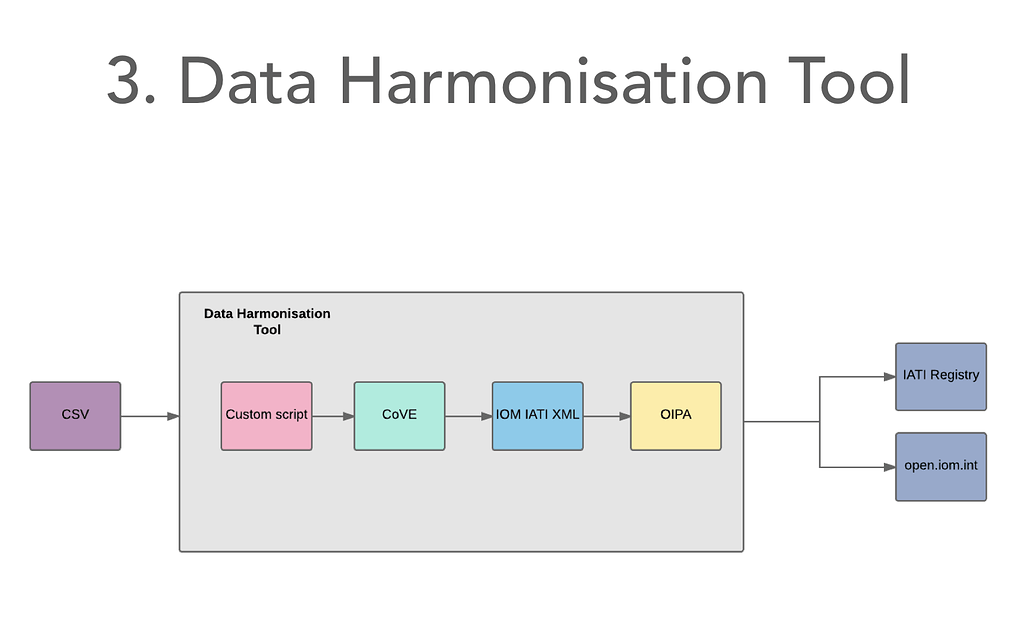 3. Data Harmonisation Tool
Data Harmonisation
Tool
CSV
Custom script
CoVE
IOM IATI XML
OIPA
IATI Registry
open.iom.int